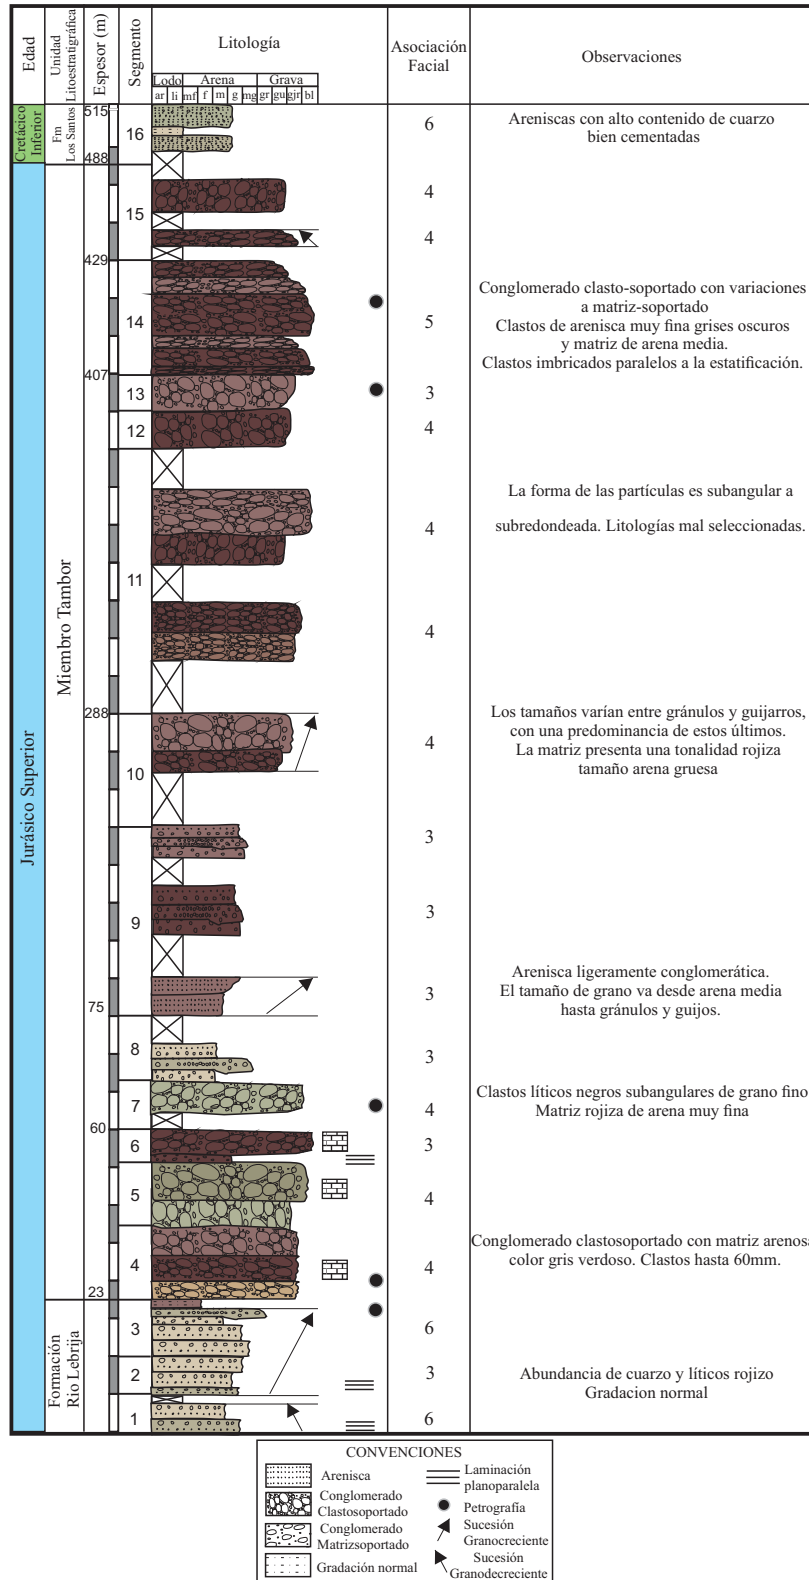 Edad
Unidad
Litoestratigráfica
Espesor (m)
Segmento
Litología
Lodo
Arena
Grava
ar
li
mf
f
m
g
mg
gr
gu
gjr
bl
Asociación
Facial
Observaciones
Cretácico
Inferior
Fm
Los Santos
515
16
6
Areniscas con alto contenido de cuarzo
bien cementadas
488
Jurásico Superior
Miembro Tambor
15
4
4
429
14
5
Conglomerado clasto-soportado con variaciones
a matriz-soportado
Clastos de arenisca muy fina grises oscuros
y matriz de arena media.
Clastos imbricados paralelos a la estatificación.
407
13
3
12
4
11
4
La forma de las partículas es subangular a
subredondeada. Litologías mal seleccionadas.
4
288
10
4
Los tamaños varían entre gránulos y guijarros,
con una predominancia de estos últimos.
La matriz presenta una tonalidad rojiza
tamaño arena gruesa
3
9
3
3
Arenisca ligeramente conglomerática.
El tamaño de grano va desde arena media
hasta gránulos y guijos.
75
8
3
7
4
Clastos líticos negros subangulares de grano fino
Matriz rojiza de arena muy fina
60
6
3
5
4
4
4
Conglomerado clastosoportado con matriz arenosa
color gris verdoso. Clastos hasta 60mm.
23
Formación
Rio Lebrija
3
6
2
3
Abundancia de cuarzo y líticos rojizo
Gradacion normal
1
6
CONVENCIONES
Arenisca
Conglomerado
Clastosoportado
Conglomerado
Matrizsoportado
Gradación normal
Laminación
planoparalela
Petrografía
Sucesión
Granocreciente
Sucesión
Granodecreciente